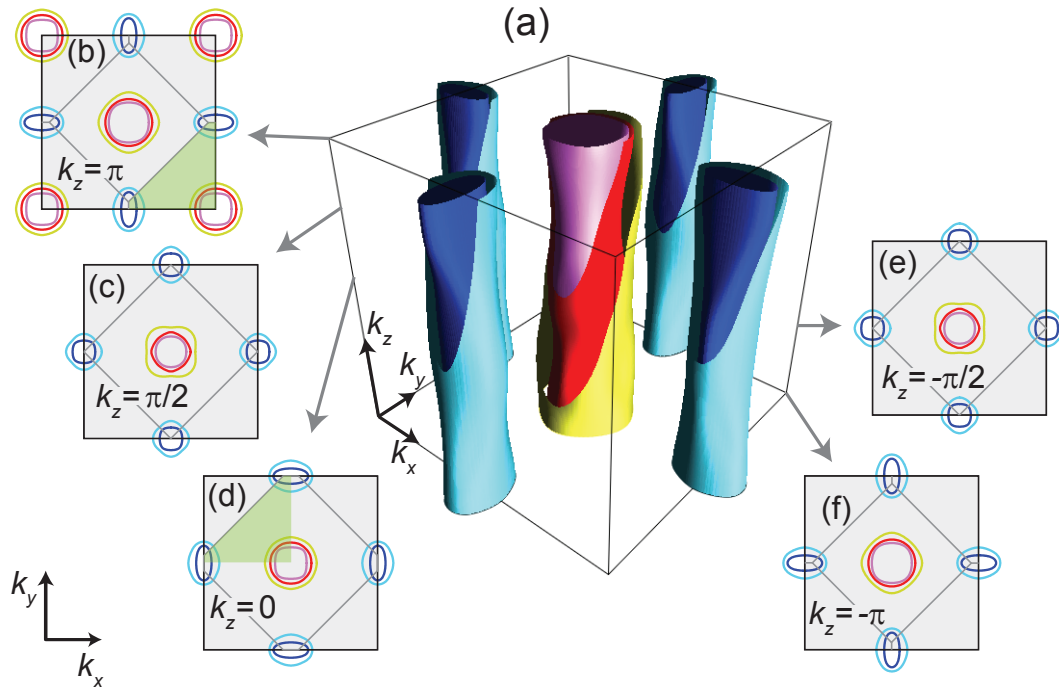 (a)
(b)
k_z = π
(c)
k_z = π/2
k_z
k_y
k_x
(e)
k_z = -π/2
(d)
k_z = 0
(f)
k_z = -π
k_y
k_x